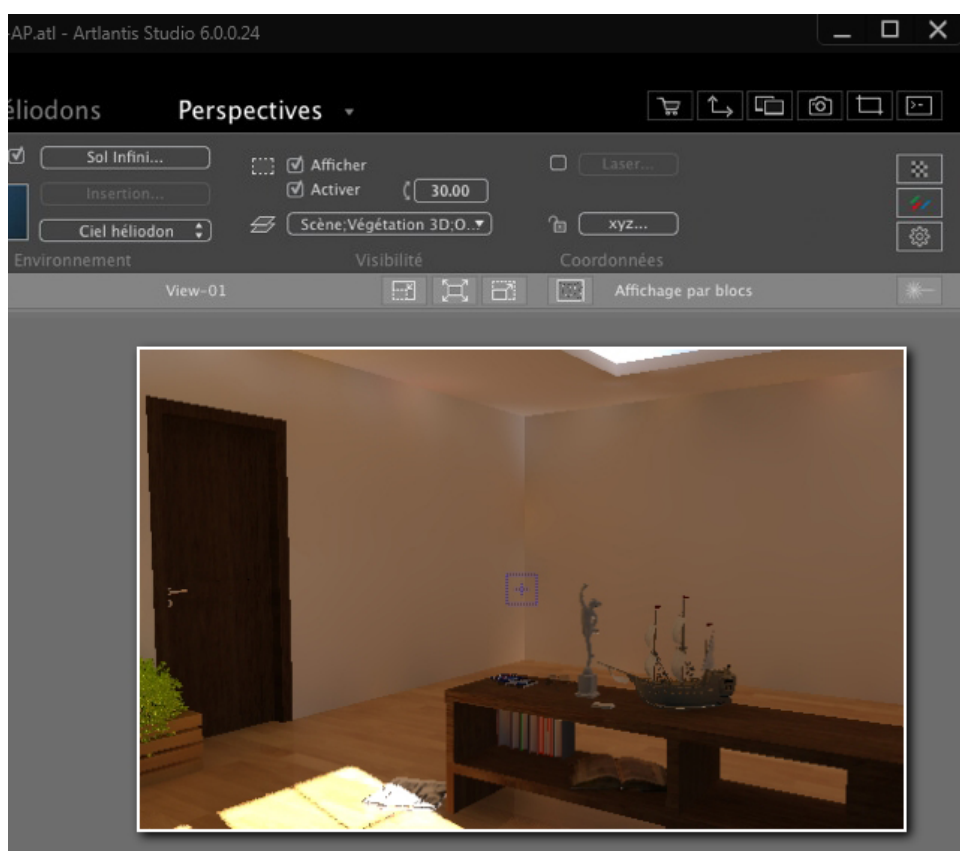 -AP.atl - Artlantis Studio 6.0.0.24
éliodons Perspectives
Sol Infini... Afficher Laser...
Insertion... Activer 30.00
Ciel héliodon Scène;Végétation 3D;O... xyz...
Environnement Visibilité Coordonnées
View-01 Affichage par blocs